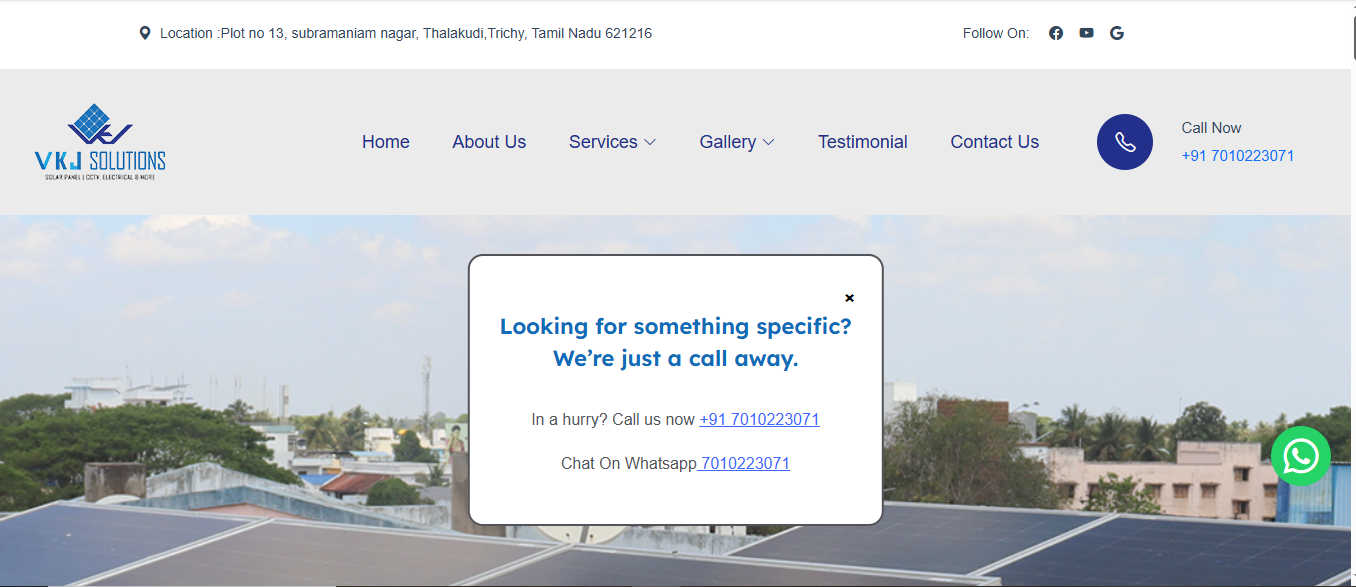 Location :Plot no 13, subramaniam nagar, Thalakudi,Trichy, Tamil Nadu 621216
Follow On:
VKJ SOLUTIONS
SOLAR PANEL | CCTV, ELECTRICAL & MORE
Home
About Us
Services
Gallery
Testimonial
Contact Us
Call Now
+91 7010223071
×
Looking for something specific?
We’re just a call away.
In a hurry? Call us now +91 7010223071
Chat On Whatsapp 7010223071